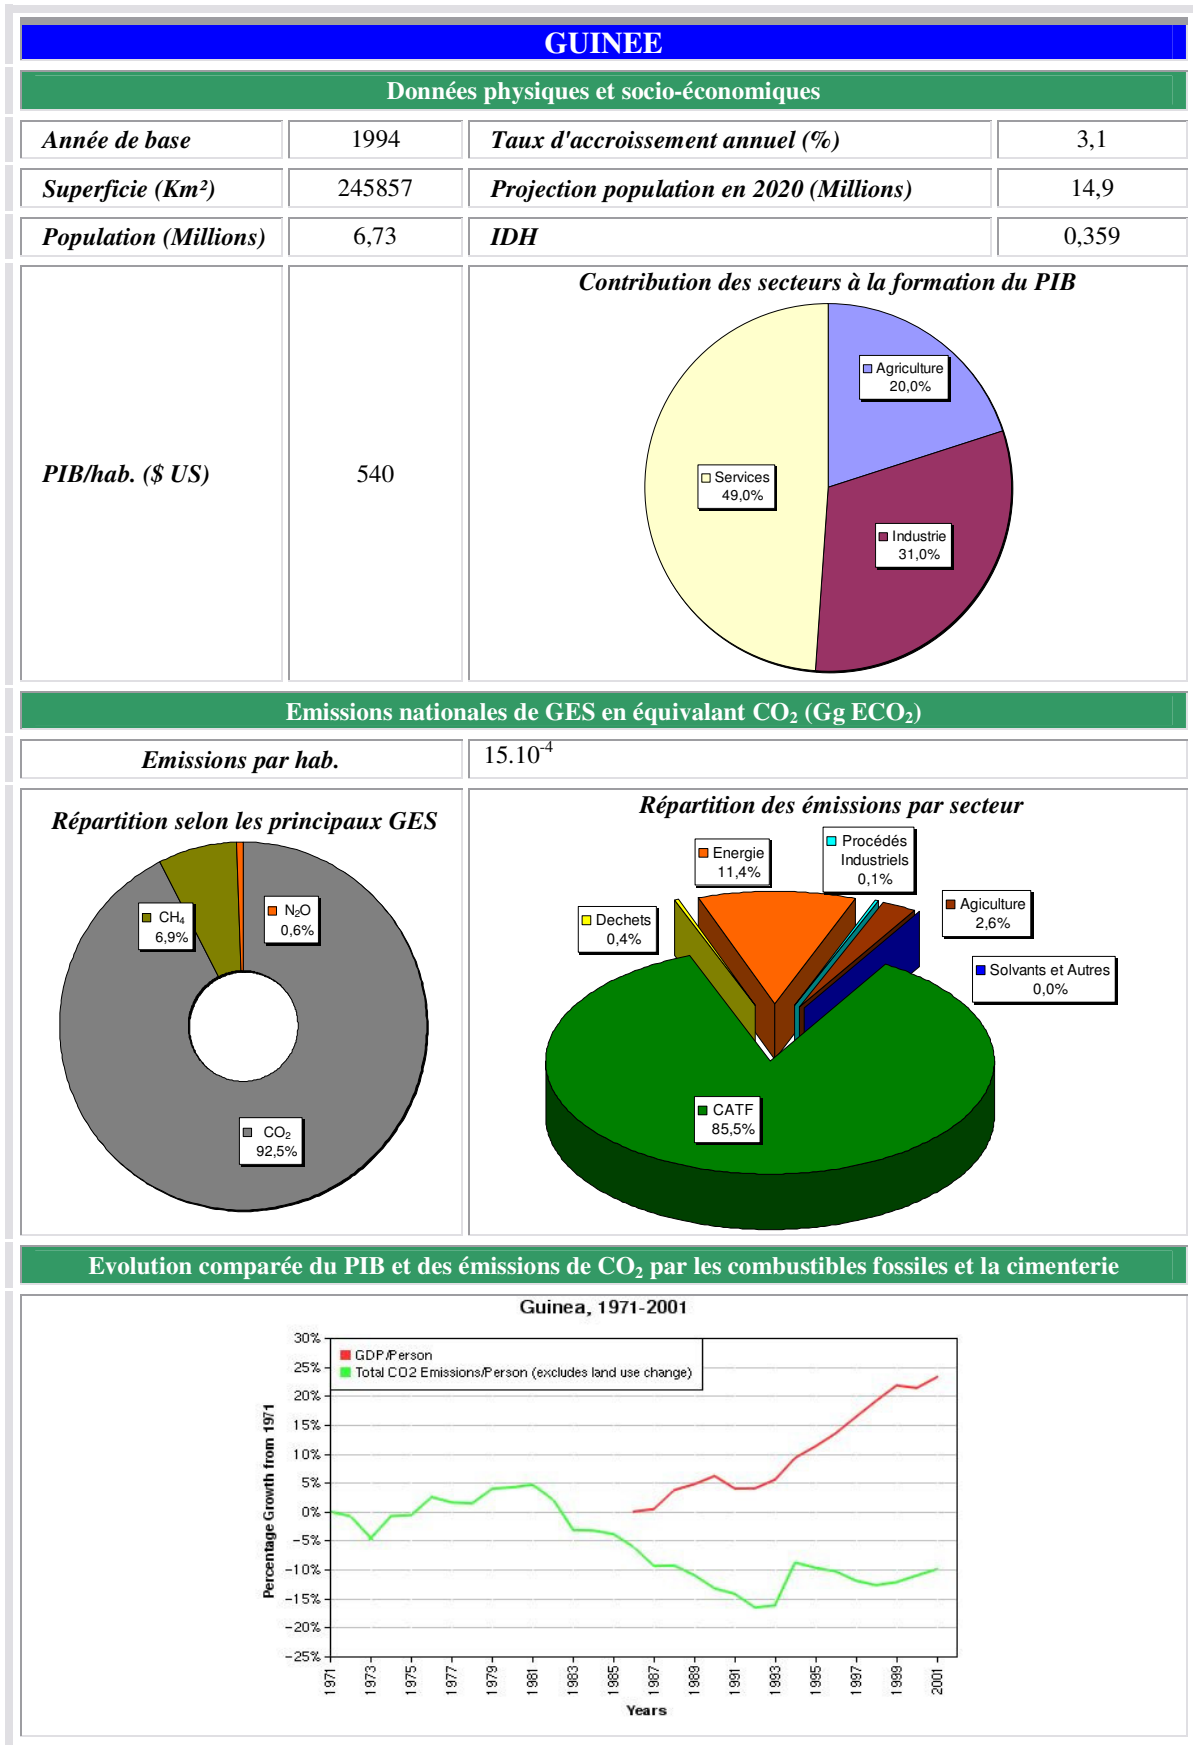 GUINEE
Données physiques et socio-économiques
Année de base 1994 Taux d'accroissement annuel (%) 3,1
Superficie (Km²) 245857 Projection population en 2020 (Millions) 14,9
Population (Millions) 6,73 IDH 0,359
PIB/hab. ($ US) 540
Contribution des secteurs à la formation du PIB
Agriculture
20,0%
Services
49,0%
Industrie
31,0%
Emissions nationales de GES en équivalant CO₂ (Gg ECO₂)
Emissions par hab. 15.10⁻⁴
Répartition selon les principaux GES
CH₄
6,9%
N₂O
0,6%
CO₂
92,5%
Répartition des émissions par secteur
Energie
11,4%
Procédés
Industriels
0,1%
Dechets
0,4%
Agiculture
2,6%
Solvants et Autres
0,0%
CATF
85,5%
Evolution comparée du PIB et des émissions de CO₂ par les combustibles fossiles et la cimenterie
Guinea, 1971-2001
GDP/Person
Total CO2 Emissions/Person (excludes land use change)
Percentage Growth from 1971
30%
25%
20%
15%
10%
5%
0%
-5%
-10%
-15%
-20%
-25%
1971 1973 1975 1977 1979 1981 1983 1985 1987 1989 1991 1993 1995 1997 1999 2001
Years